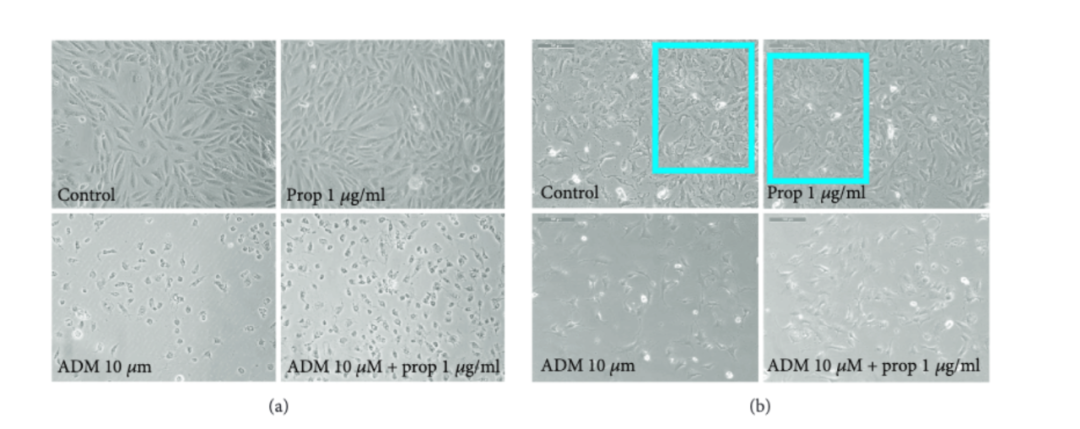 Control
Prop 1 μg/ml
Control
Prop 1 μg/ml
ADM 10 μm
ADM 10 μM + prop 1 μg/ml
ADM 10 μm
ADM 10 μM + prop 1 μg/ml
(a)
(b)